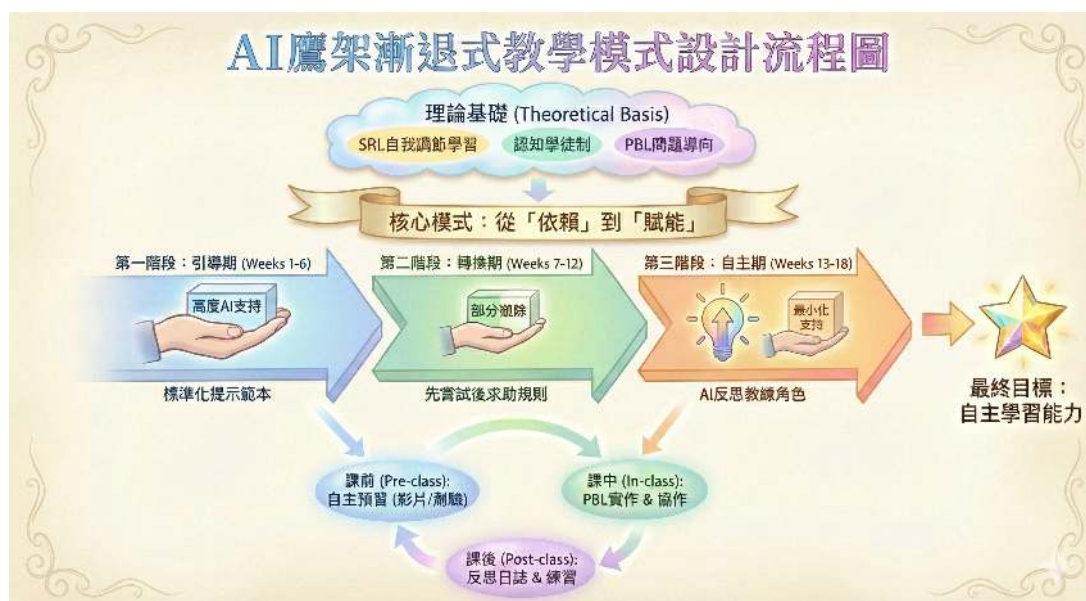 AI鷹架漸退式教學模式設計流程圖
理論基礎 (Theoretical Basis)
SRL自我調節學習
認知學徒制
PBL問題導向
核心模式：從「依賴」到「賦能」
第一階段：引導期 (Weeks 1-6)
第二階段：轉換期 (Weeks 7-12)
第三階段：自主期 (Weeks 13-18)
高度AI支持
部分撤除
最小化
支持
標準化提示範本
先嘗試後求助規則
AI反思教練角色
最終目標：
自主學習能力
課前 (Pre-class):
自主預習 (影片/)
課中 (In-class):
PBL實作 & 協作
課後 (Post-class):
反思日誌 & 練習